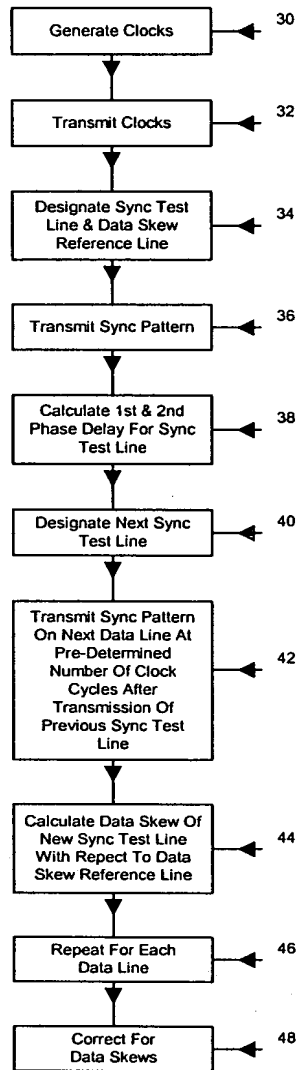 Generate Clocks
30
Transmit Clocks
32
Designate Sync Test
Line & Data Skew
Reference Line
34
Transmit Sync Pattern
36
Calculate 1st & 2nd
Phase Delay For Sync
Test Line
38
Designate Next Sync
Test Line
40
Transmit Sync Pattern
On Next Data Line At
Pre-Determined
Number Of Clock
Cycles After
Transmission Of
Previous Sync Test
Line
42
Calculate Data Skew Of
New Sync Test Line
With Repect To Data
Skew Reference Line
44
Repeat For Each
Data Line
46
Correct For
Data Skews
48